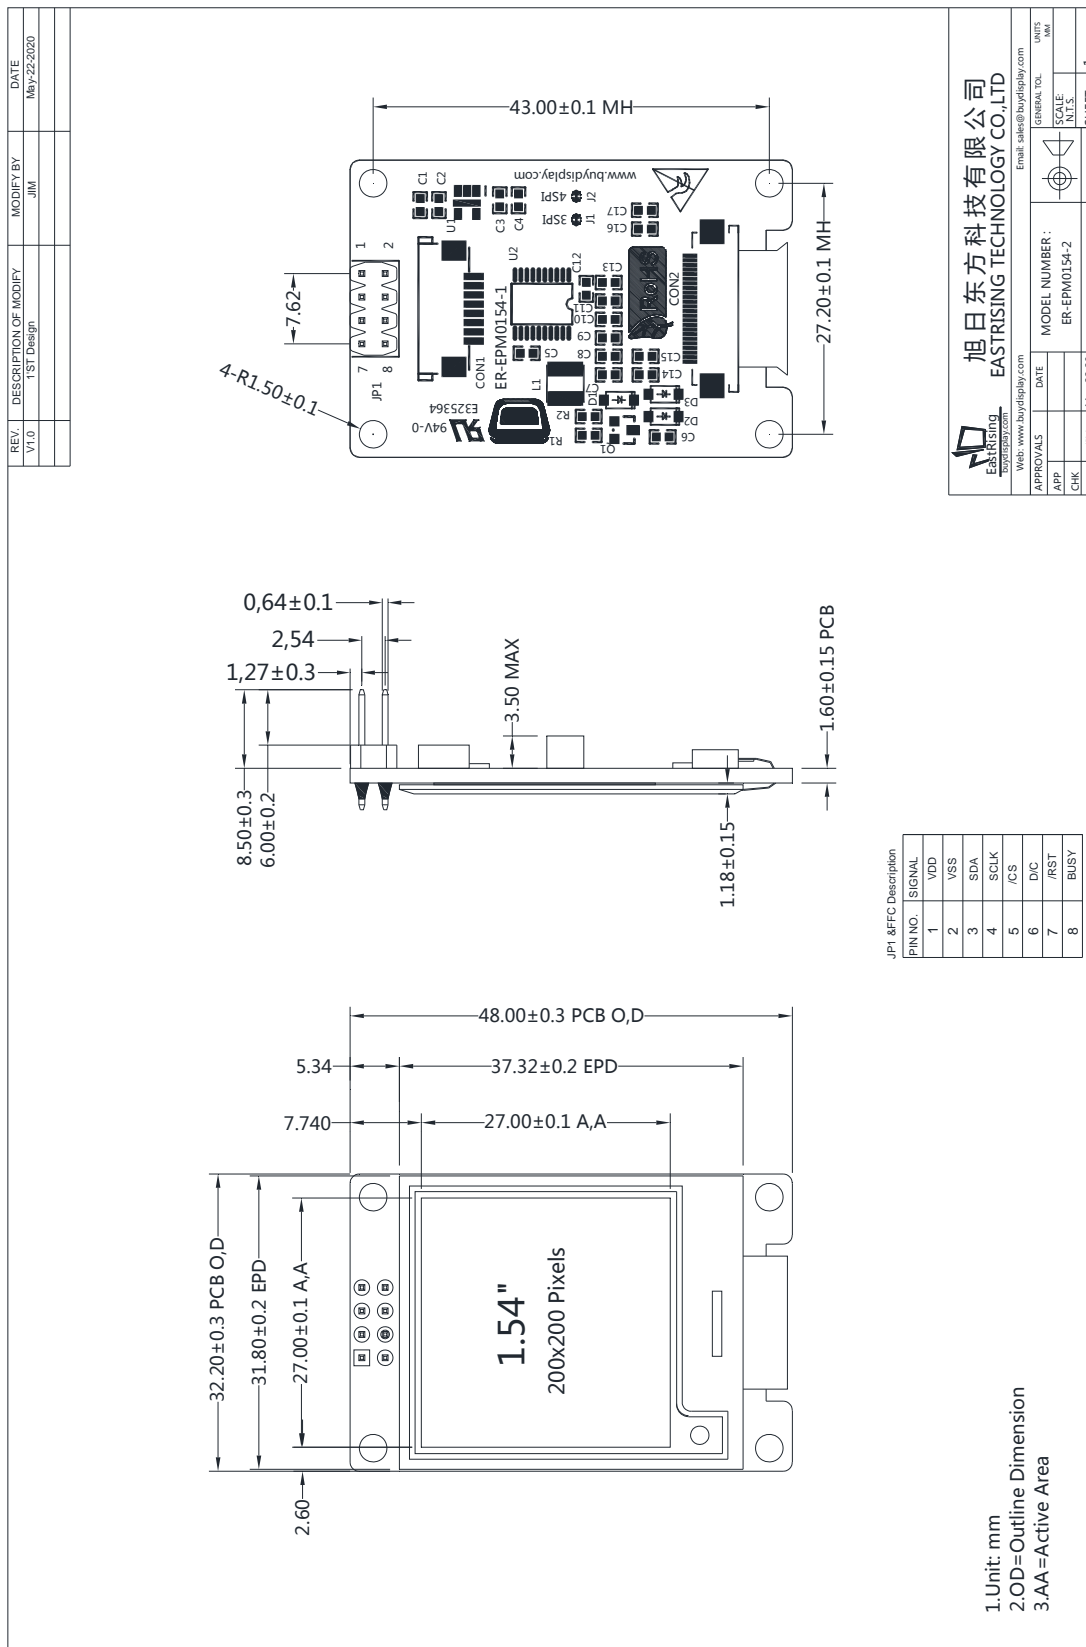 REV.
DESCRIPTION OF MODIFY
MODIFY BY
DATE
V1.0
1'ST Design
JIM
May-22-2020
43.00±0.1 MH
27.20±0.1 MH
7.62
4-R1.50±0.1
1
2
7
8
JP1
C1
C2
U1
C3
C4
www.buydisplay.com
4SPI
J2
3SPI
J1
C17
C16
U2
C12
C13
C11
C10
C9
C8
C7
C5
CON1
ER-EPM0154-1
RoHS
CON2
C15
C14
L1
D1
D3
D2
C6
R2
R1
Q1
94V-0
E325364
0,64±0.1
2,54
1,27±0.3
8.50±0.3
6.00±0.2
3.50 MAX
1.60±0.15 PCB
1.18±0.15
48.00±0.3 PCB O,D
5.34
37.32±0.2 EPD
7.740
27.00±0.1 A,A
32.20±0.3 PCB O,D
31.80±0.2 EPD
27.00±0.1 A,A
2.60
1.54"
200x200 Pixels
JP1 &FFC Description
PIN NO.
SIGNAL
1
VDD
2
VSS
3
SDA
4
SCLK
5
/CS
6
D/C
7
/RST
8
BUSY
1.Unit: mm
2.OD=Outline Dimension
3.AA=Active Area
EastRising
buydisplay.com
旭日东方科技有限公司
EASTRISING TECHNOLOGY CO.,LTD
Web: www.buydisplay.com
Email: sales@buydisplay.com
APPROVALS
DATE
APP
CHK
MODEL NUMBER :
ER-EPM0154-2
GENERAL TOL.
UNITS
MM
SCALE:
N.T.S.